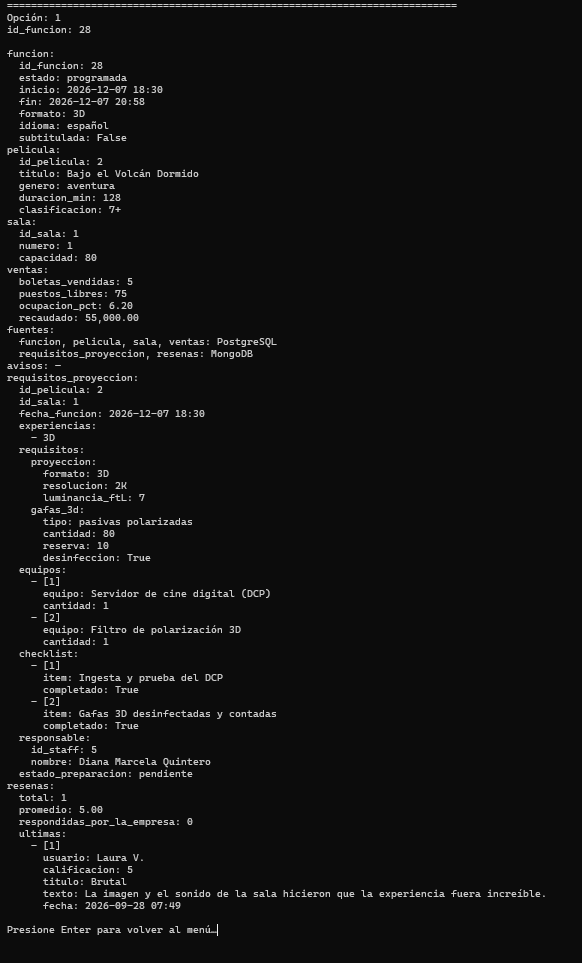 ================================================================================
Opción: 1
id_funcion: 28

funcion:
  id_funcion: 28
  estado: programada
  inicio: 2026-12-07 18:30
  fin: 2026-12-07 20:58
  formato: 3D
  idioma: español
  subtitulada: False
pelicula:
  id_pelicula: 2
  titulo: Bajo el Volcán Dormido
  genero: aventura
  duracion_min: 128
  clasificacion: 7+
sala:
  id_sala: 1
  numero: 1
  capacidad: 80
ventas:
  boletas_vendidas: 5
  puestos_libres: 75
  ocupacion_pct: 6.20
  recaudado: 55,000.00
fuentes:
  funcion, pelicula, sala, ventas: PostgreSQL
  requisitos_proyeccion, resenas: MongoDB
avisos: —
requisitos_proyeccion:
  id_pelicula: 2
  id_sala: 1
  fecha_funcion: 2026-12-07 18:30
  experiencias:
    - 3D
  requisitos:
    proyeccion:
      formato: 3D
      resolucion: 2K
      luminancia_ftL: 7
    gafas_3d:
      tipo: pasivas polarizadas
      cantidad: 80
      reserva: 10
      desinfeccion: True
  equipos:
    - [1]
      equipo: Servidor de cine digital (DCP)
      cantidad: 1
    - [2]
      equipo: Filtro de polarización 3D
      cantidad: 1
  checklist:
    - [1]
      item: Ingesta y prueba del DCP
      completado: True
    - [2]
      item: Gafas 3D desinfectadas y contadas
      completado: True
  responsable:
    id_staff: 5
    nombre: Diana Marcela Quintero
  estado_preparacion: pendiente
resenas:
  total: 1
  promedio: 5.00
  respondidas_por_la_empresa: 0
  ultimas:
    - [1]
      usuario: Laura V.
      calificacion: 5
      titulo: Brutal
      texto: La imagen y el sonido de la sala hicieron que la experiencia fuera increíble.
      fecha: 2026-09-28 07:49

Presione Enter para volver al menú…